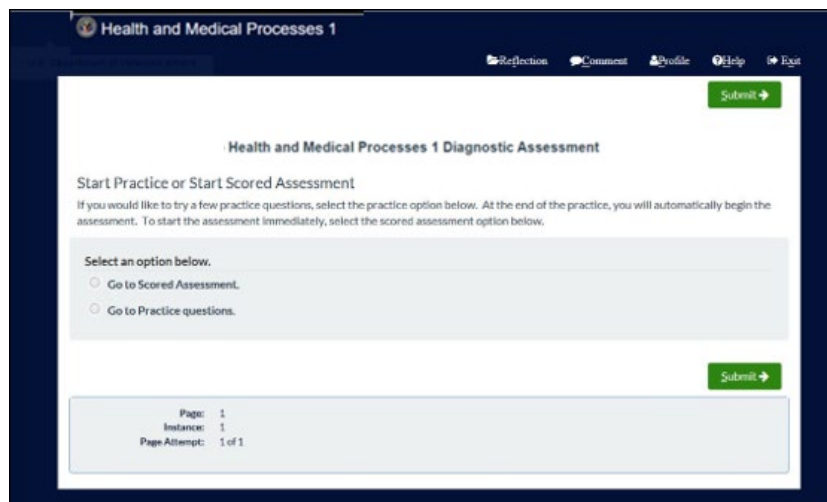 Health and Medical Processes 1
Reflection Comment Profile Help Exit
Submit
Health and Medical Processes 1 Diagnostic Assessment
Start Practice or Start Scored Assessment
If you would like to try a few practice questions, select the practice option below. At the end of the practice, you will automatically begin the
assessment. To start the assessment immediately, select the scored assessment option below.
Select an option below.
Go to Scored Assessment.
Go to Practice questions.
Submit
Page: 1
Instance: 1
Page Attempt: 1 of 1